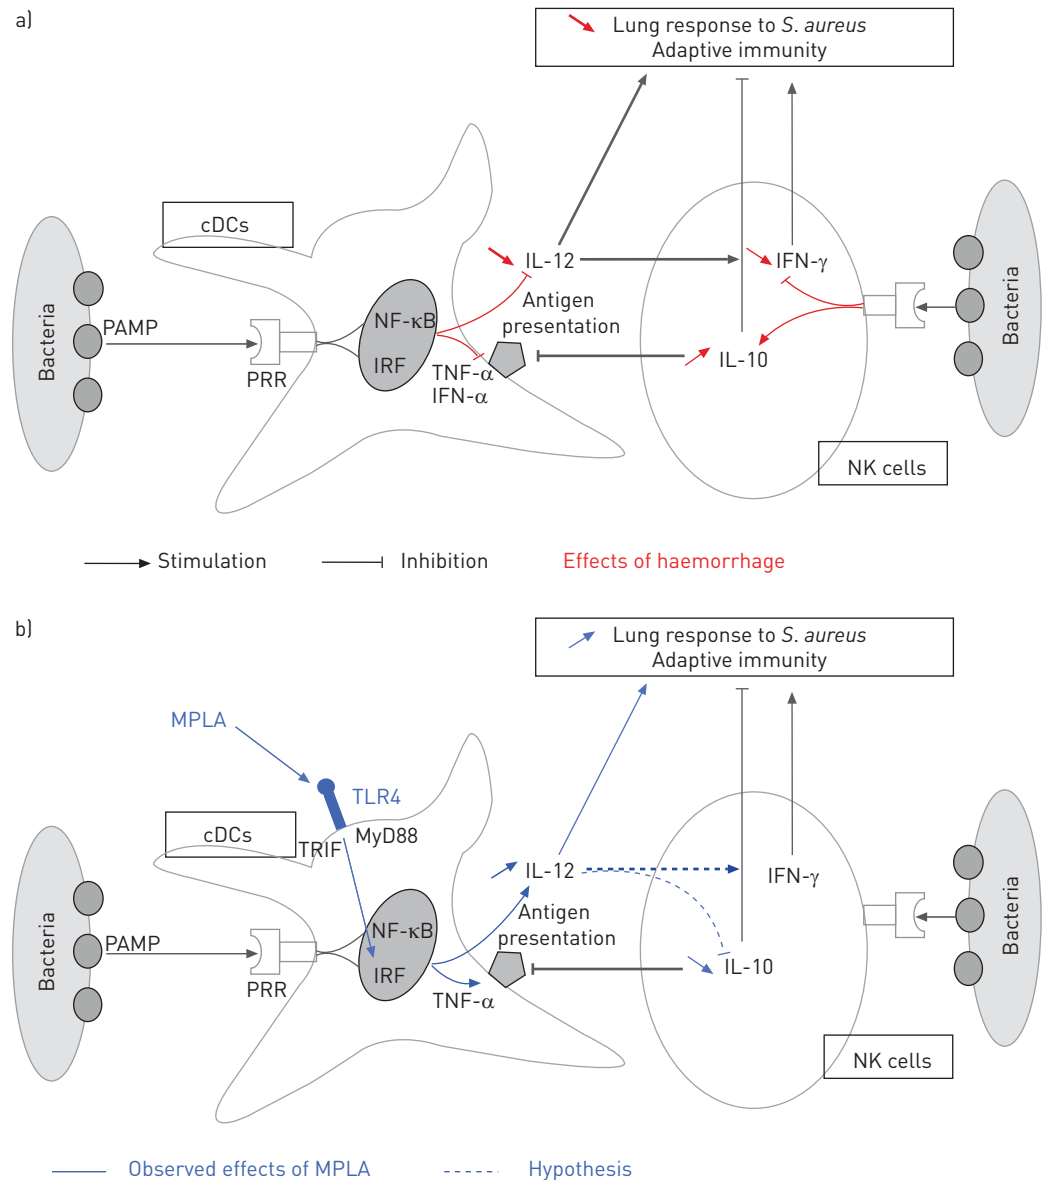 a)
Lung response to S. aureus
Adaptive immunity
cDCs
Bacteria
PAMP
PRR
NF-κB
IRF
IL-12
Antigen
presentation
TNF-α
IFN-α
IFN-γ
IL-10
NK cells
Bacteria
Stimulation
Inhibition
Effects of haemorrhage
b)
Lung response to S. aureus
Adaptive immunity
MPLA
TLR4
cDCs
TRIF
MyD88
Bacteria
PAMP
PRR
NF-κB
IRF
IL-12
Antigen
presentation
TNF-α
IFN-γ
IL-10
NK cells
Bacteria
Observed effects of MPLA
Hypothesis